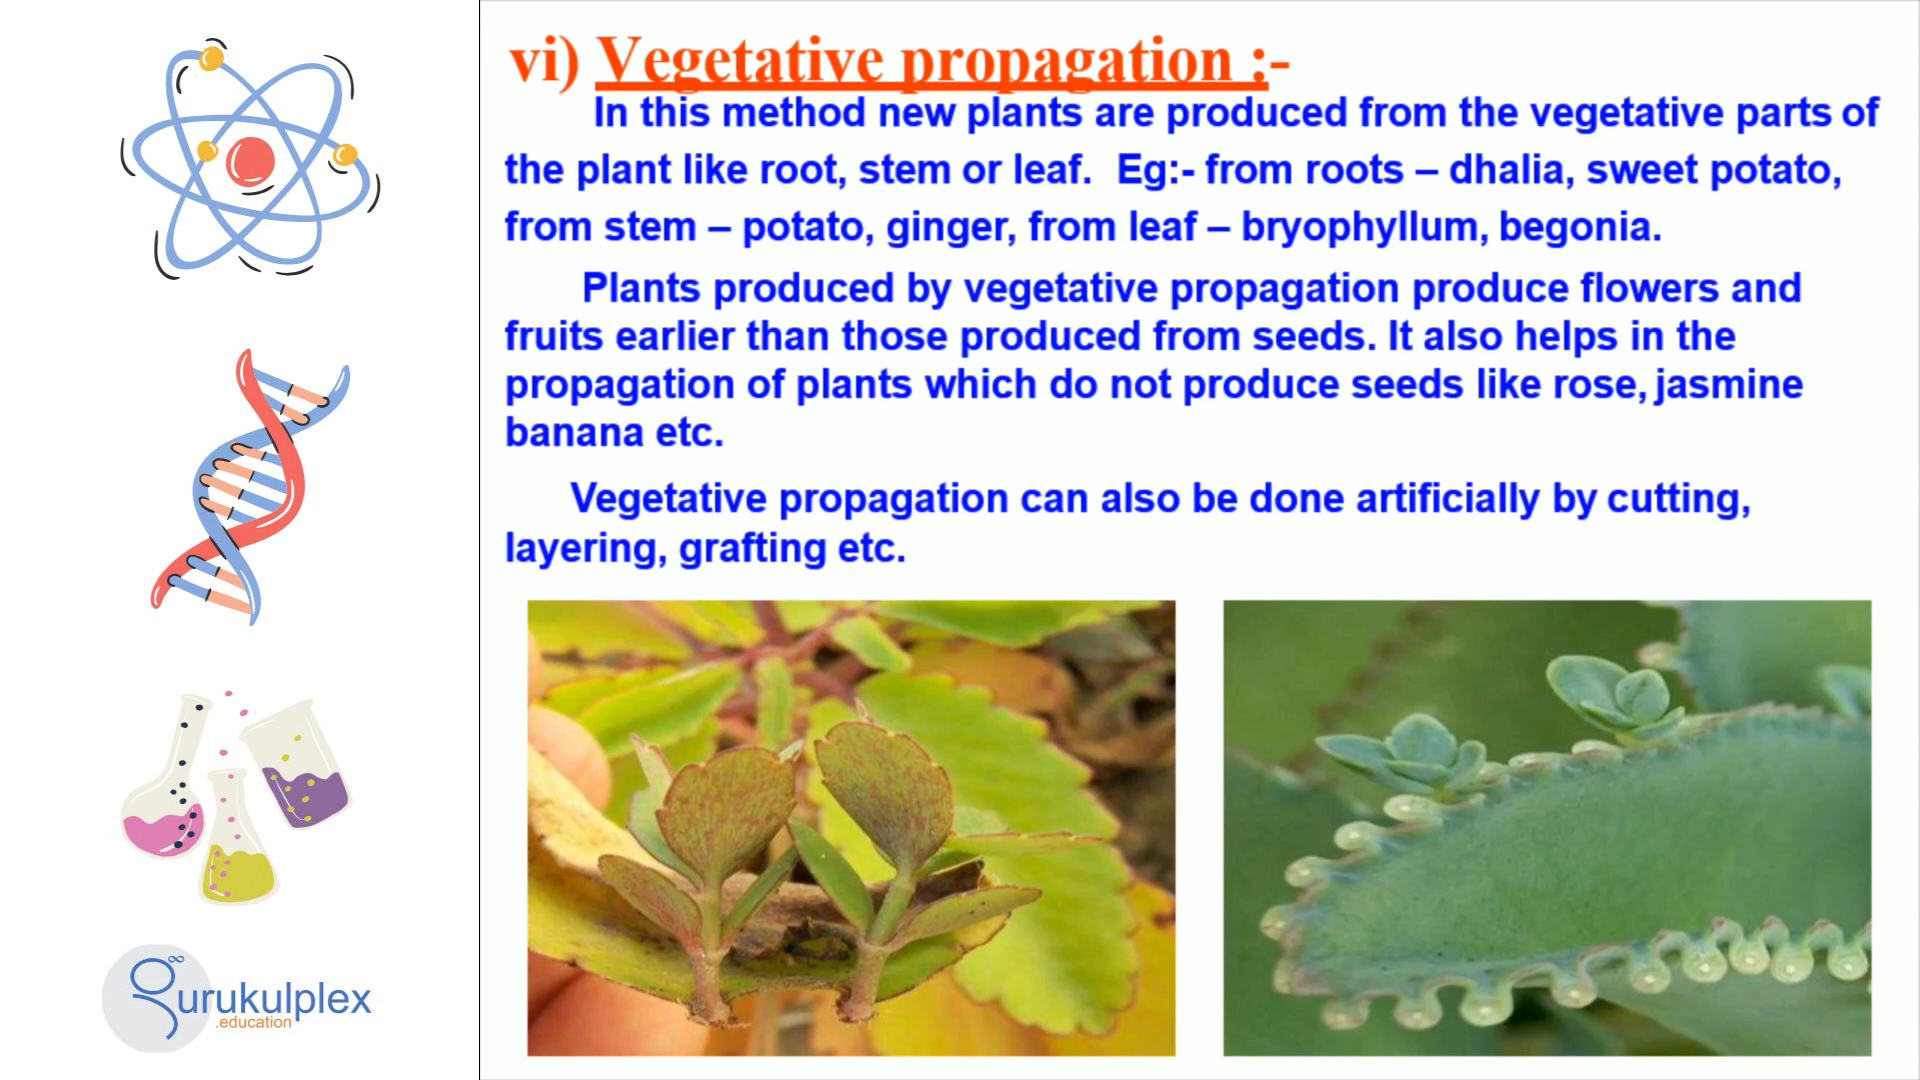 vi) Vegetative propagation :-
In this method new plants are produced from the vegetative parts of
the plant like root, stem or leaf. Eg:- from roots – dhalia, sweet potato,
from stem – potato, ginger, from leaf – bryophyllum, begonia.
Plants produced by vegetative propagation produce flowers and
fruits earlier than those produced from seeds. It also helps in the
propagation of plants which do not produce seeds like rose, jasmine
banana etc.
Vegetative propagation can also be done artificially by cutting,
layering, grafting etc.
gurukulplex
.education